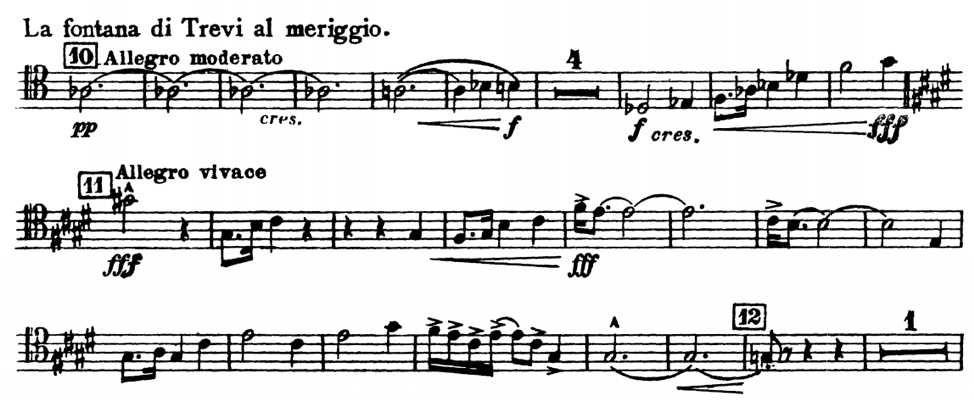 La fontana di Trevi al meriggio.
10 Allegro moderato
4
pp cres. f f cres. fff
11 Allegro vivace
fff fff
12 1